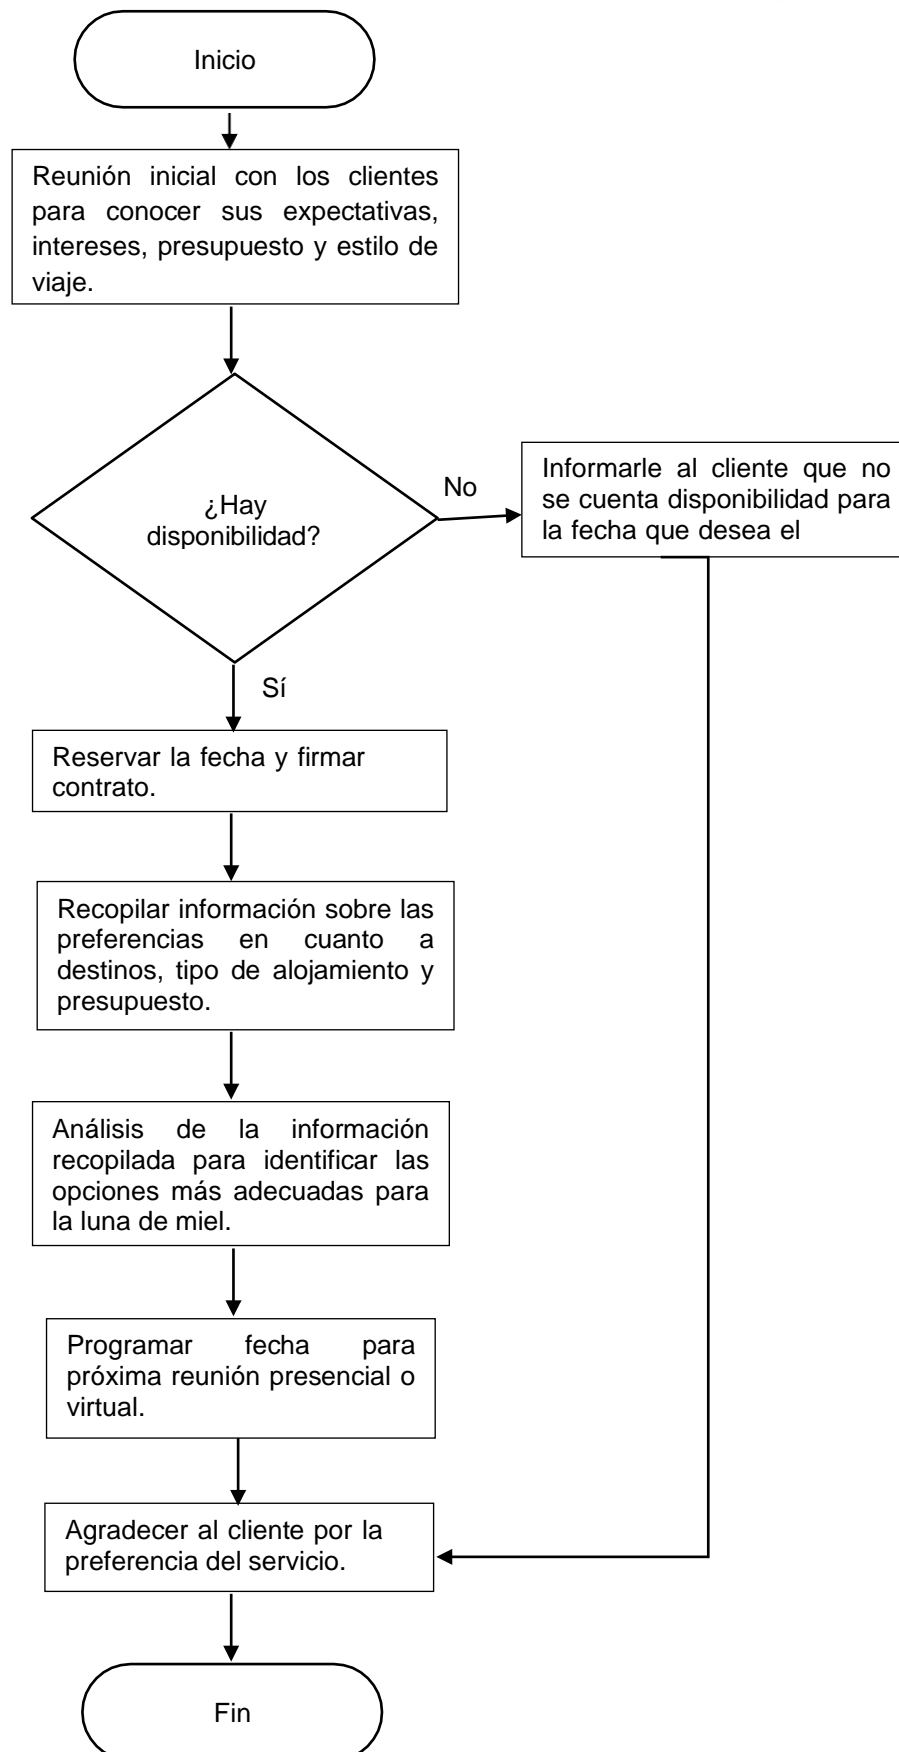 Inicio
Reunión inicial con los clientes
para conocer sus expectativas,
intereses, presupuesto y estilo de
viaje.
¿Hay
disponibilidad?
No
Informarle al cliente que no
se cuenta disponibilidad para
la fecha que desea el
Sí
Reservar la fecha y firmar
contrato.
Recopilar información sobre las
preferencias en cuanto a
destinos, tipo de alojamiento y
presupuesto.
Análisis de la información
recopilada para identificar las
opciones más adecuadas para
la luna de miel.
Programar fecha para
próxima reunión presencial o
virtual.
Agradecer al cliente por la
preferencia del servicio.
Fin